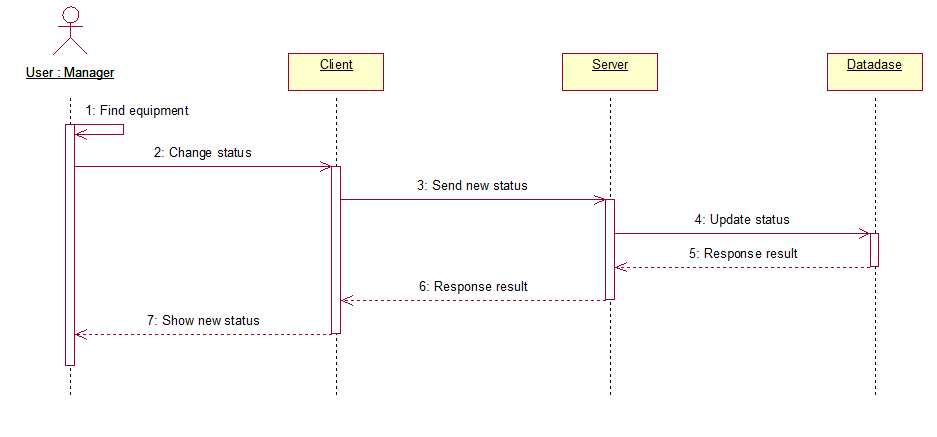 User : Manager
Client
Server
Datadase
1: Find equipment
2: Change status
3: Send new status
4: Update status
5: Response result
6: Response result
7: Show new status